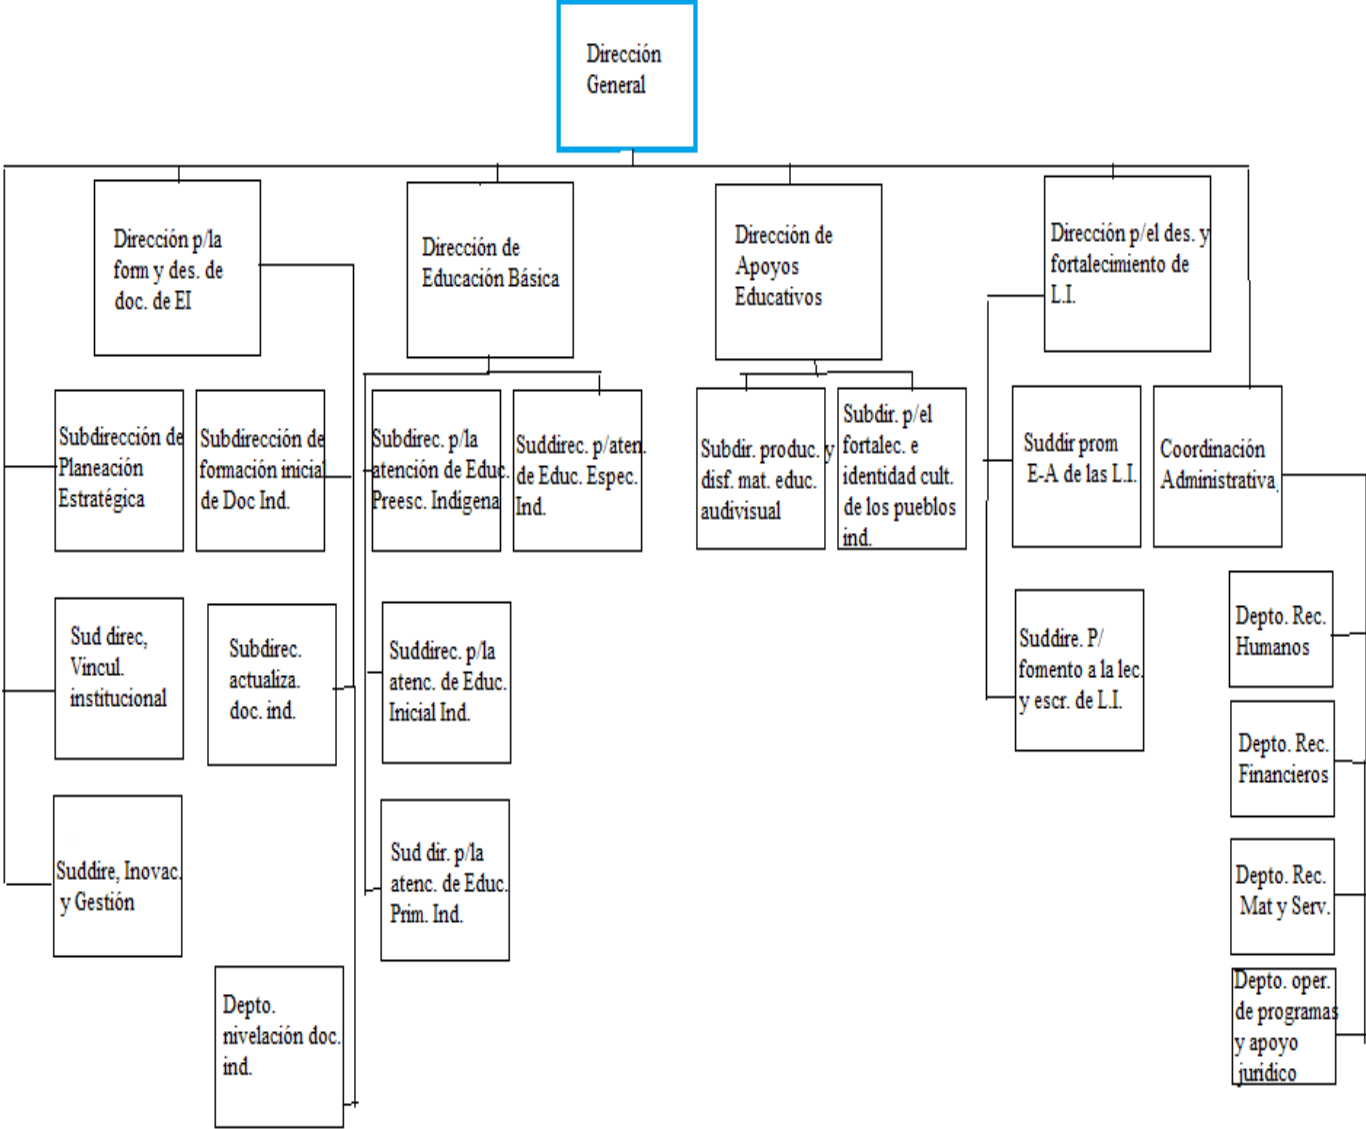 Dirección
General
Dirección p/la
form y des. de
doc. de EI
Dirección de
Educación Básica
Dirección de
Apoyos
Educativos
Dirección p/el des. y
fortalecimiento de
L.I.
Subdirección de
Planeación
Estratégica
Subdirección de
formación inicial
de Doc Ind.
Subdirec. p/la
atención de Educ.
Preesc. Indígena
Suddirec. p/aten.
de Educ. Espec.
Ind.
Subdir. produc. y
disf. mat. educ.
audivisual
Subdir. p/el
fortalec. e
identidad cult.
de los pueblos
ind.
Suddir prom
E-A de las L.I.
Coordinación
Administrativa
Sud direc,
Vincul.
institucional
Subdirec.
actualiza.
doc. ind.
Suddirec. p/la
atenc. de Educ.
Inicial Ind.
Suddire. P/
fomento a la lec.
y escr. de L.I.
Depto. Rec.
Humanos
Depto. Rec.
Financieros
Suddire, Inovac.
y Gestión
Sud dir. p/la
atenc. de Educ.
Prim. Ind.
Depto. Rec.
Mat y Serv.
Depto.
nivelación doc.
ind.
Depto. oper.
de programas
y apoyo
jurídico